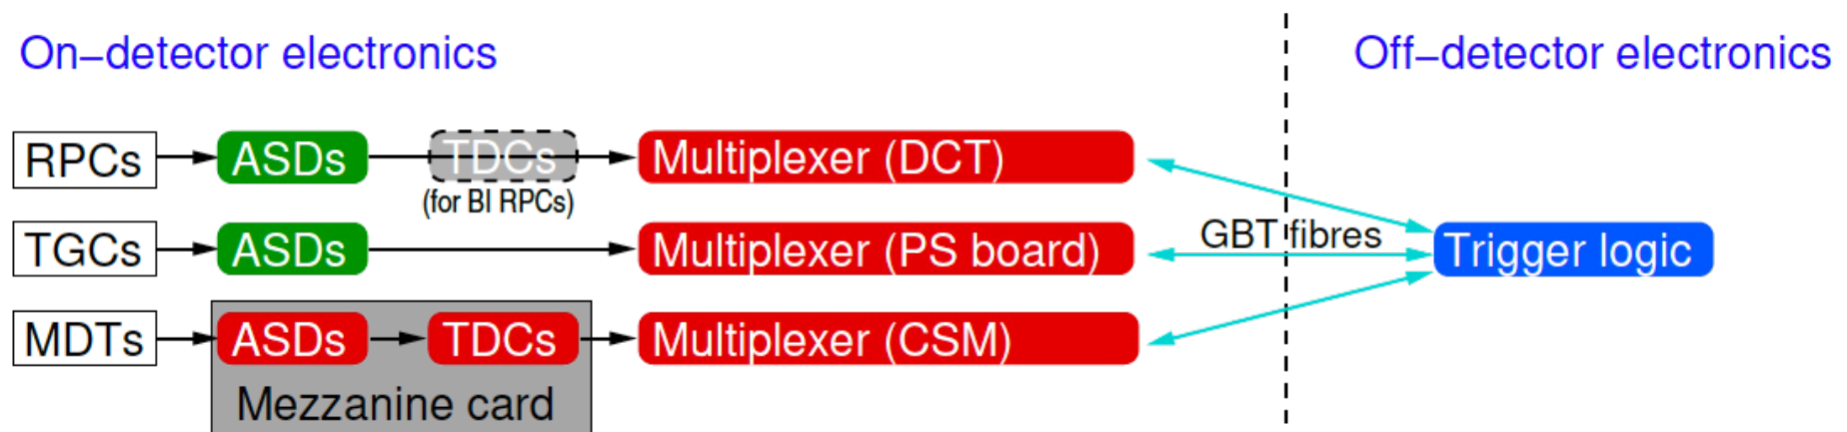 On–detector electronics
Off–detector electronics
RPCs
ASDs
TDCs
Multiplexer (DCT)
(for BI RPCs)
TGCs
ASDs
Multiplexer (PS board)
GBT fibres
Trigger logic
MDTs
ASDs
TDCs
Multiplexer (CSM)
Mezzanine card